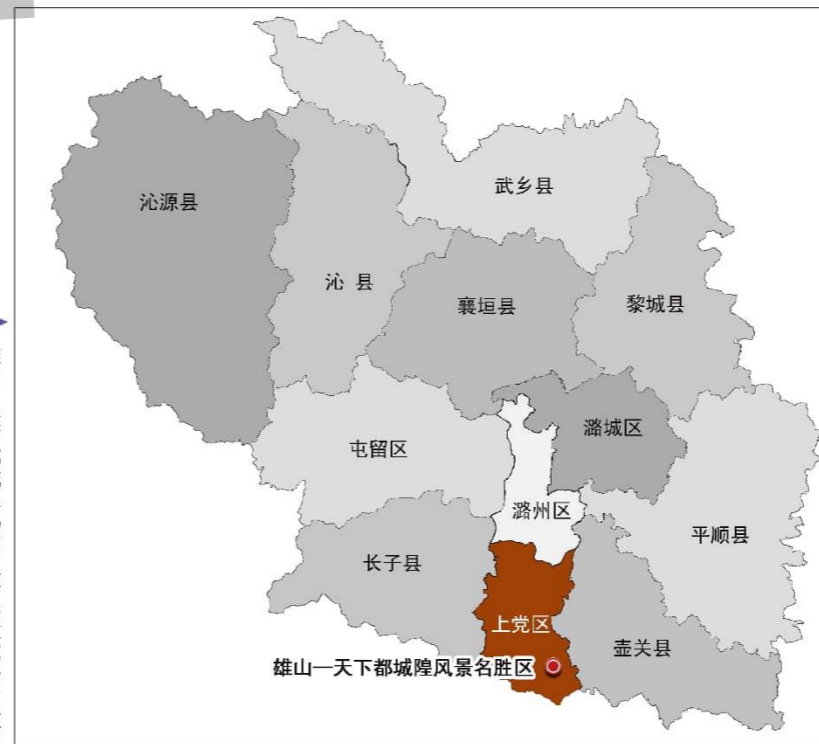 武乡县
沁源县
沁 县
襄垣县
黎城县
潞城区
屯留区
潞州区
平顺县
长子县
上党区
壶关县
雄山—天下都城隍风景名胜区